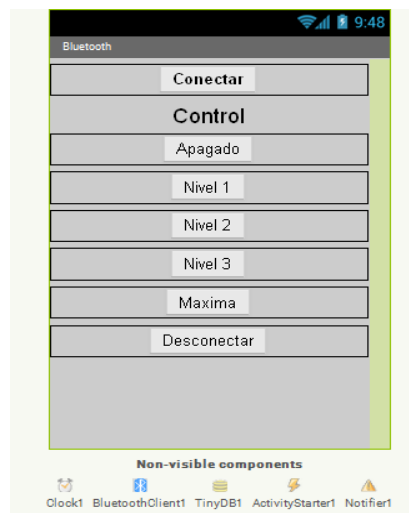 9:48
Bluetooth
Conectar
Control
Apagado
Nivel 1
Nivel 2
Nivel 3
Maxima
Desconectar
Non-visible components
Clock1 BluetoothClient1 TinyDB1 ActivityStarter1 Notifier1